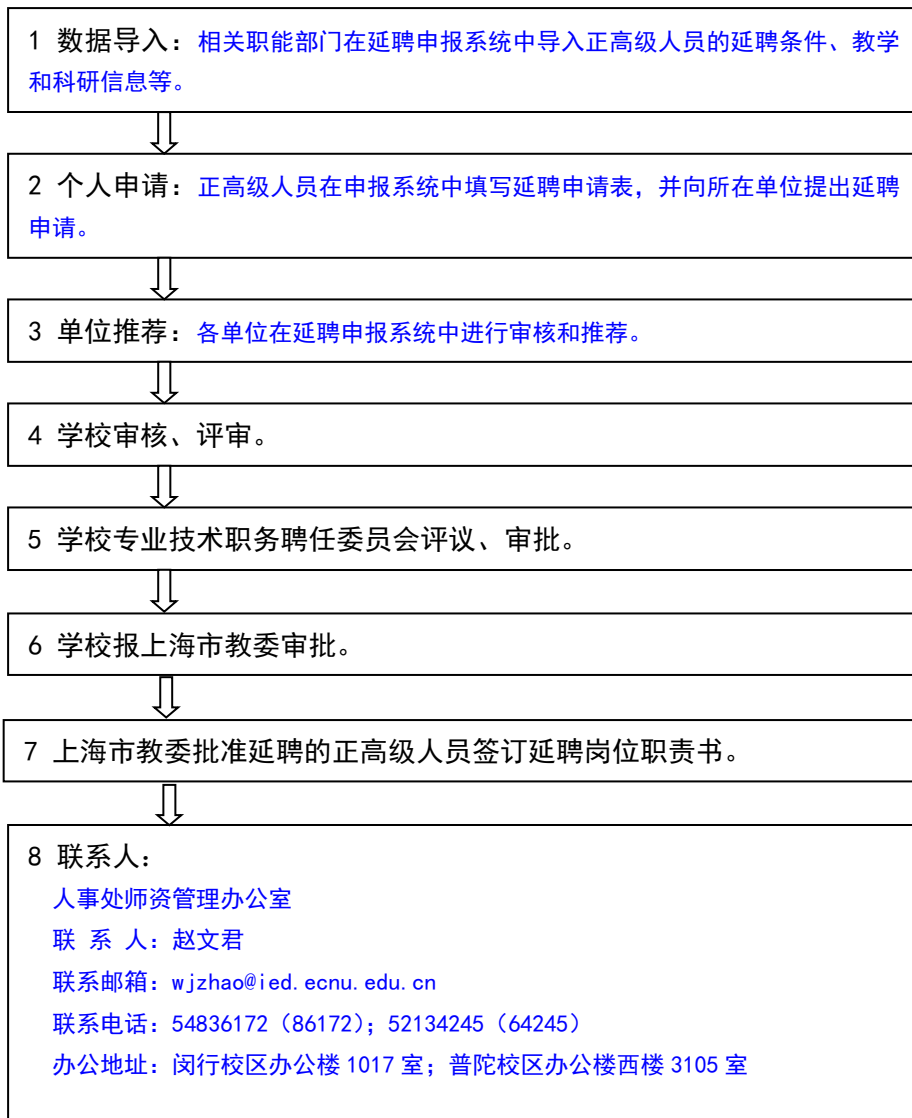 1 数据导入：相关职能部门在延聘申报系统中导入正高级人员的延聘条件、教学
和科研信息等。
2 个人申请：正高级人员在申报系统中填写延聘申请表，并向所在单位提出延聘
申请。
3 单位推荐：各单位在延聘申报系统中进行审核和推荐。
4 学校审核、评审。
5 学校专业技术职务聘任委员会评议、审批。
6 学校报上海市教委审批。
7 上海市教委批准延聘的正高级人员签订延聘岗位职责书。
8 联系人：
人事处师资管理办公室
联 系 人：赵文君
联系邮箱：wjzhao@ied.ecnu.edu.cn
联系电话：54836172（86172）；52134245（64245）
办公地址：闵行校区办公楼 1017 室；普陀校区办公楼西楼 3105 室